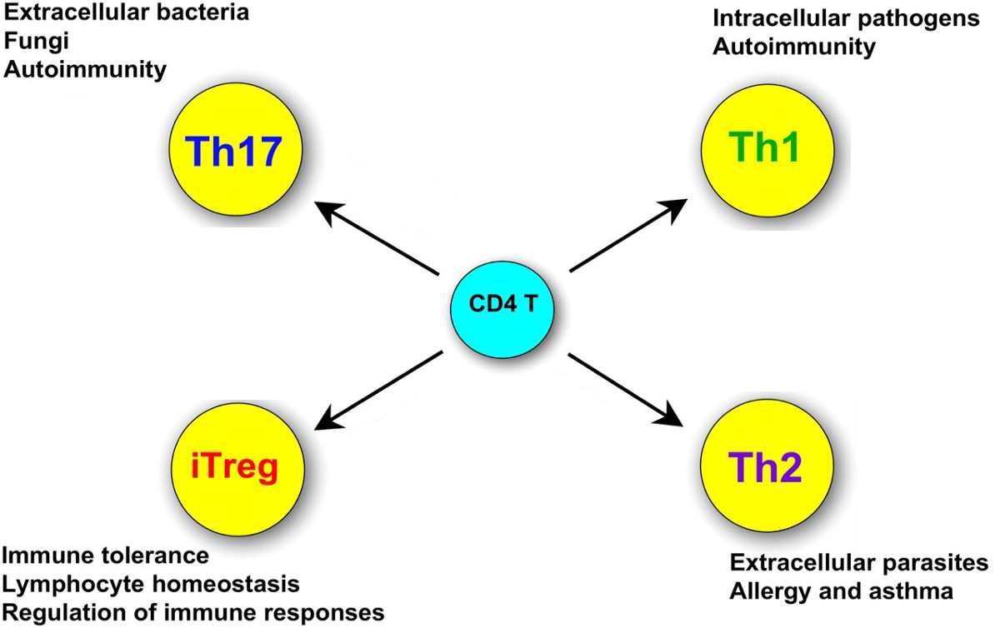 Extracellular bacteria
Fungi
Autoimmunity
Intracellular pathogens
Autoimmunity
Th17
Th1
CD4 T
iTreg
Th2
Immune tolerance
Lymphocyte homeostasis
Regulation of immune responses
Extracellular parasites
Allergy and asthma